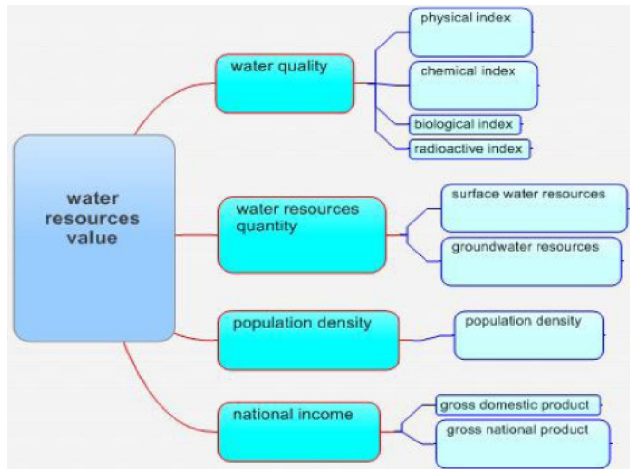 water
resources
value
water quality
physical index
chemical index
biological index
radioactive index
water resources
quantity
surface water resources
groundwater resources
population density
population density
national income
gross domestic product
gross national product